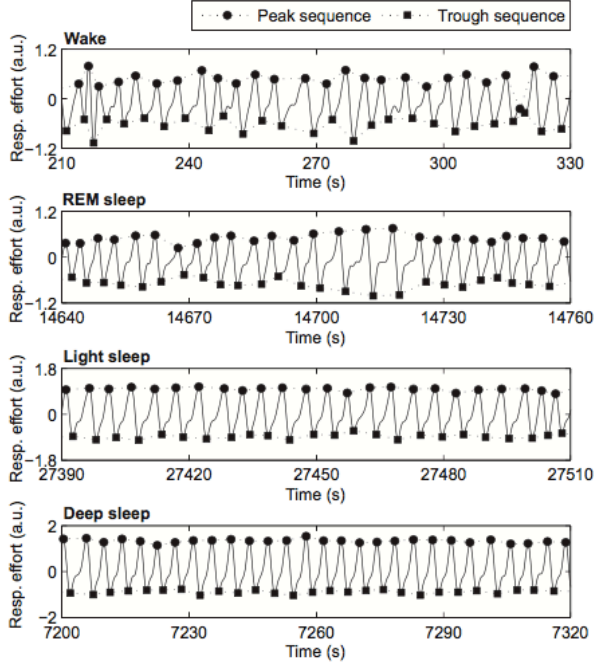 Peak sequence Trough sequence
Wake
Resp. effort (a.u.)
1.2
0
−1.2
210 240 270 300 330
Time (s)
REM sleep
Resp. effort (a.u.)
1.2
0
−1.2
14640 14670 14700 14730 14760
Time (s)
Light sleep
Resp. effort (a.u.)
1.8
0
−1.8
27390 27420 27450 27480 27510
Time (s)
Deep sleep
Resp. effort (a.u.)
2
0
−2
7200 7230 7260 7290 7320
Time (s)